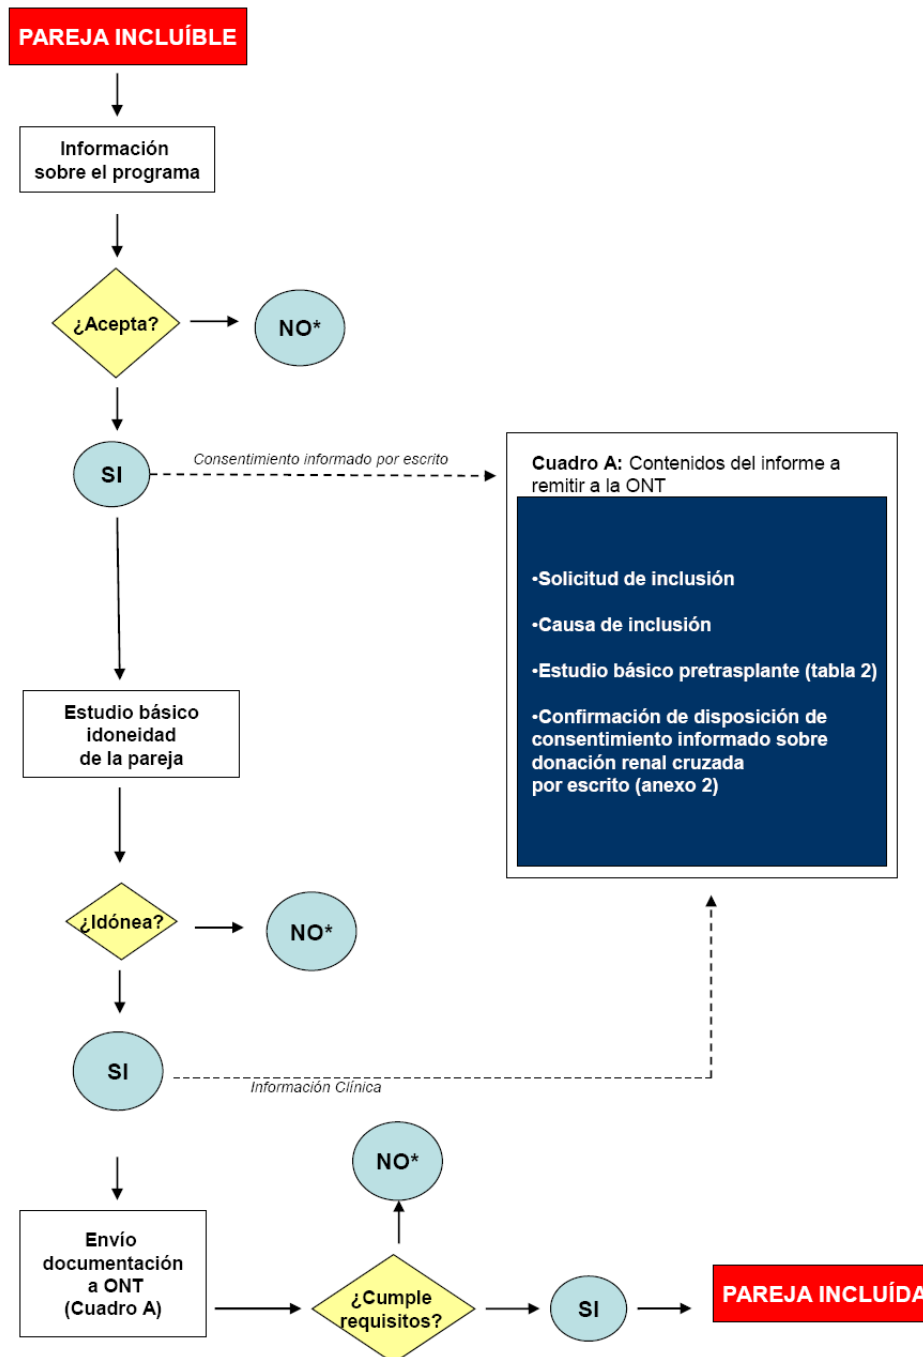 PAREJA INCLUÍBLE
Información
sobre el programa
¿Acepta?
NO*
SI
Consentimiento informado por escrito
Cuadro A: Contenidos del informe a
remitir a la ONT
•Solicitud de inclusión
•Causa de inclusión
•Estudio básico pretrasplante (tabla 2)
•Confirmación de disposición de
consentimiento informado sobre
donación renal cruzada
por escrito (anexo 2)
Estudio básico
idoneidad
de la pareja
¿Idónea?
NO*
SI
Información Clínica
NO*
Envío
documentación
a ONT
(Cuadro A)
¿Cumple
requisitos?
SI
PAREJA INCLUÍDA